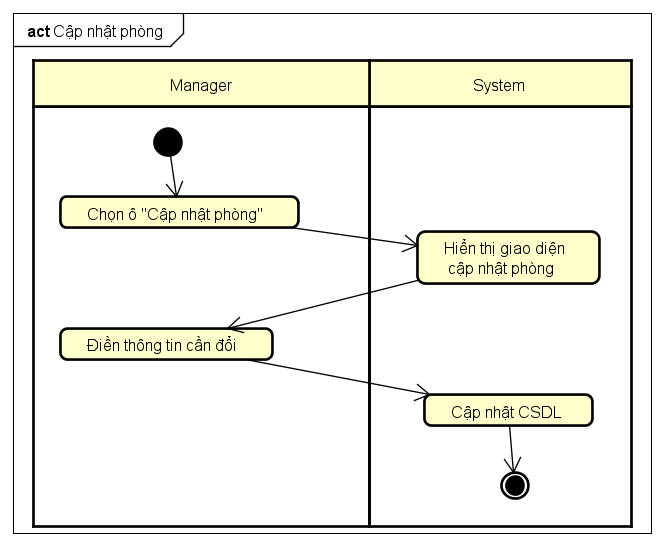 act Cập nhật phòng
Manager
System
Chọn ô "Cập nhật phòng"
Hiển thị giao diện
cập nhật phòng
Điền thông tin cần đổi
Cập nhật CSDL